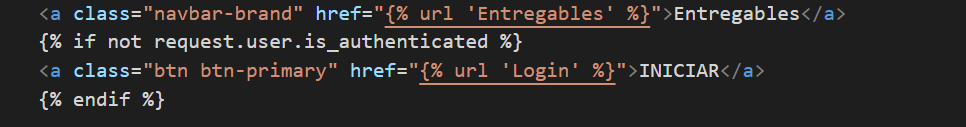 <a class="navbar-brand" href="{% url 'Entregables' %}">Entregables</a>
{% if not request.user.is_authenticated %}
<a class="btn btn-primary" href="{% url 'Login' %}">INICIAR</a>
{% endif %}